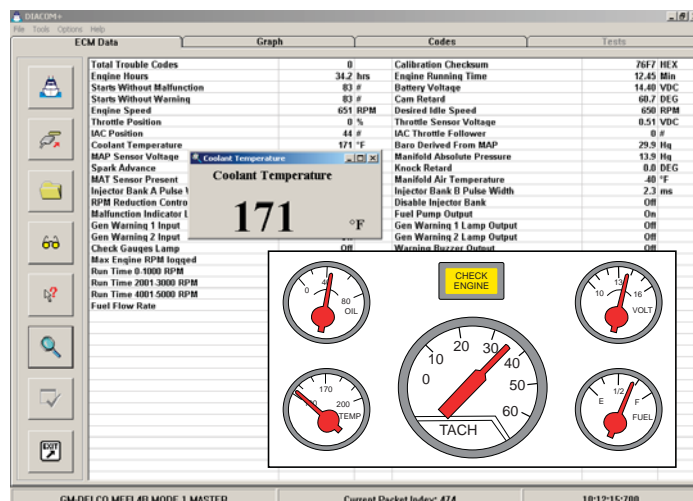 DIACOM+
File Tools Options Help
ECM Data Graph Codes Tests
Total Trouble Codes 0 Calibration Checksum 76F7 HEX
Engine Hours 34.2 hrs Engine Running Time 12.45 Min
Starts Without Malfunction 83 # Battery Voltage 14.40 VDC
Starts Without Warning 83 # Cam Retard 60.7 DEG
Engine Speed 651 RPM Desired Idle Speed 650 RPM
Throttle Position 0 % Throttle Sensor Voltage 0.51 VDC
IAC Position 44 # IAC Throttle Follower 0 #
Coolant Temperature 171 °F Baro Derived From MAP 29.9 Hg
MAP Sensor Voltage Manifold Absolute Pressure 13.9 Hg
Spark Advance Knock Retard 0.0 DEG
MAT Sensor Present Manifold Air Temperature -40 °F
Injector Bank A Pulse Injector Bank B Pulse Width 2.3 ms
RPM Reduction Contro Disable Injector Bank Off
Malfunction Indicator L Fuel Pump Output On
Gen Warning 1 Input Gen Warning 1 Lamp Output Off
Gen Warning 2 Input Off Gen Warning 2 Lamp Output Off
Check Gauges Lamp Off Warning Buzzer Output Off
Max Engine RPM logged
Run Time 0-1000 RPM
Run Time 2001-3000 RPM
Run Time 4001-5000 RPM
Fuel Flow Rate
Coolant Temperature
Coolant Temperature
171 °F
0 40 80
OIL
CHECK
ENGINE
10 13 16
VOLT
0 10 20 30 40 50 60
TACH
170 200
TEMP
E 1/2 F
FUEL
EXIT
GM-DELCO MEFI 4B MODE 1 MASTER Current Packet Index: 474 10:12:15:700